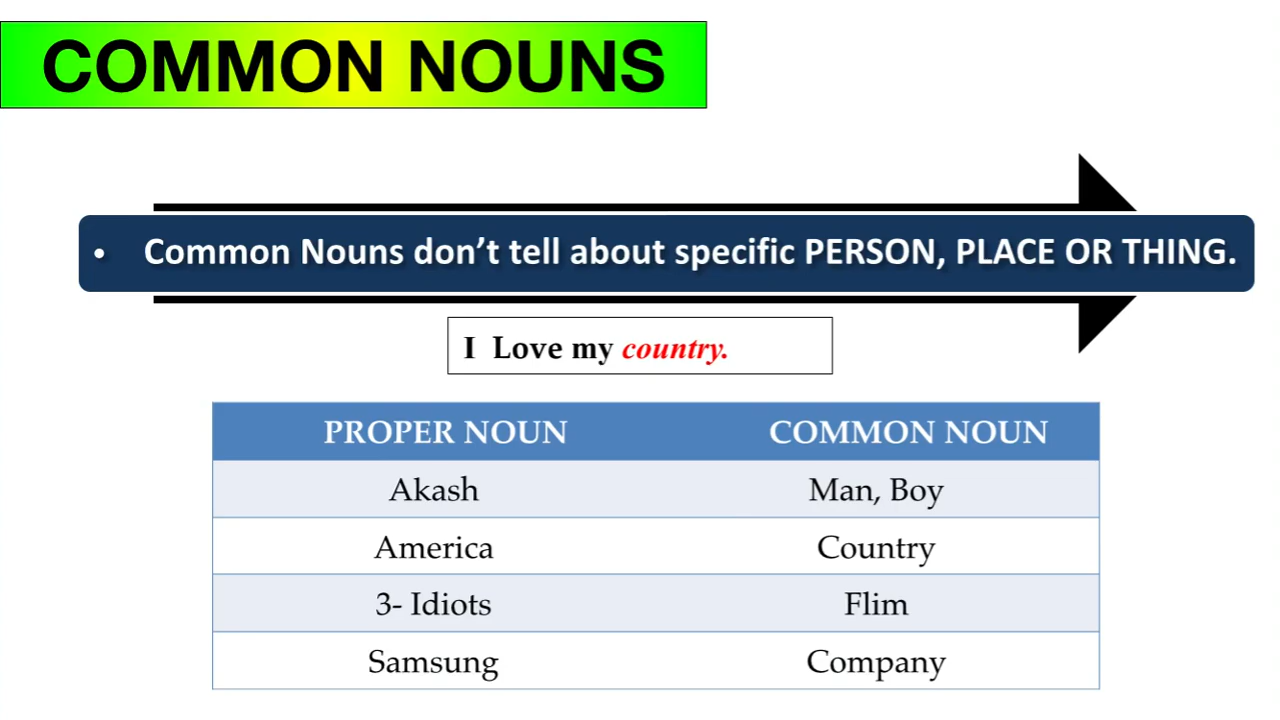 COMMON NOUNS
• Common Nouns don’t tell about specific PERSON, PLACE OR THING.
I Love my country.
PROPER NOUN COMMON NOUN
Akash Man, Boy
America Country
3- Idiots Flim
Samsung Company